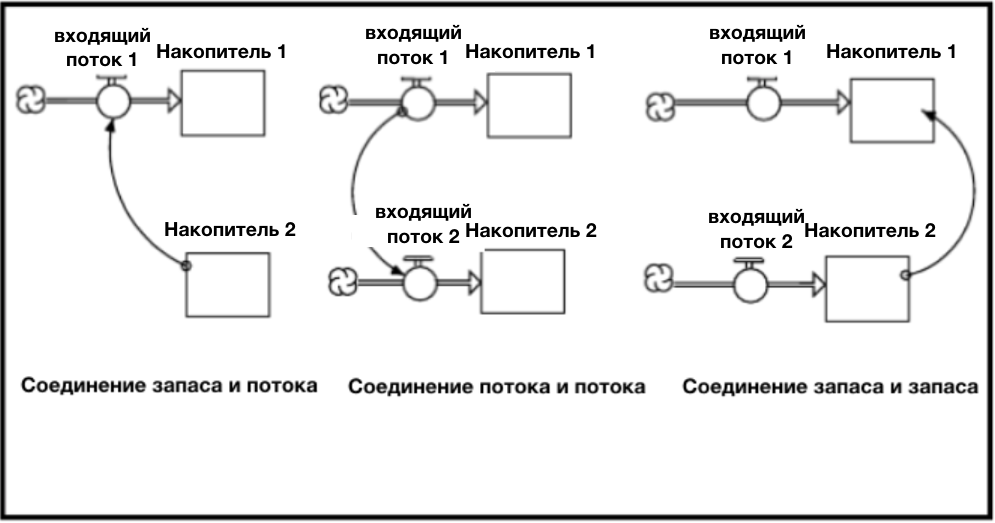 входящий
поток 1
Накопитель 1
Накопитель 2
Соединение запаса и потока
входящий
поток 1
Накопитель 1
входящий
поток 2
Накопитель 2
Соединение потока и потока
входящий
поток 1
Накопитель 1
входящий
поток 2
Накопитель 2
Соединение запаса и запаса